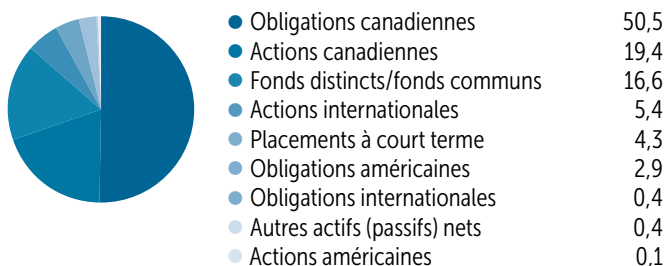 Obligations canadiennes 50,5
Actions canadiennes 19,4
Fonds distincts/fonds communs 16,6
Actions internationales 5,4
Placements à court terme 4,3
Obligations américaines 2,9
Obligations internationales 0,4
Autres actifs (passifs) nets 0,4
Actions américaines 0,1